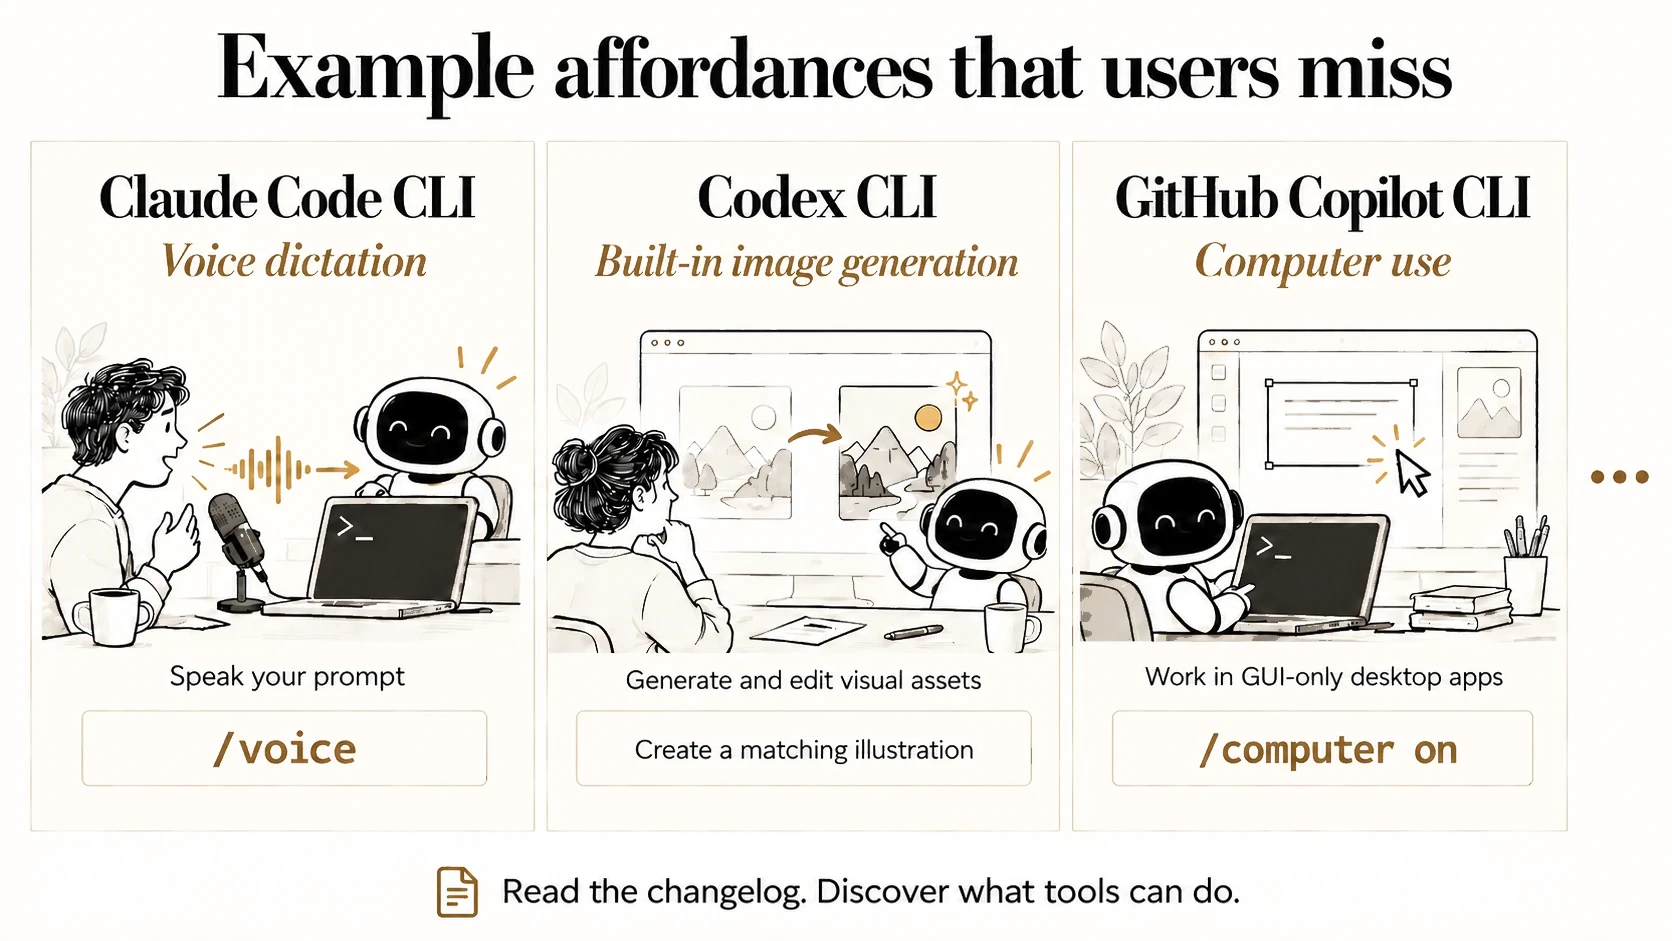 Example affordances that users miss
Claude Code CLI
Voice dictation
>_
Speak your prompt
/voice
Codex CLI
Built-in image generation
Generate and edit visual assets
Create a matching illustration
GitHub Copilot CLI
Computer use
>_
Work in GUI-only desktop apps
/computer on
•••
Read the changelog. Discover what tools can do.